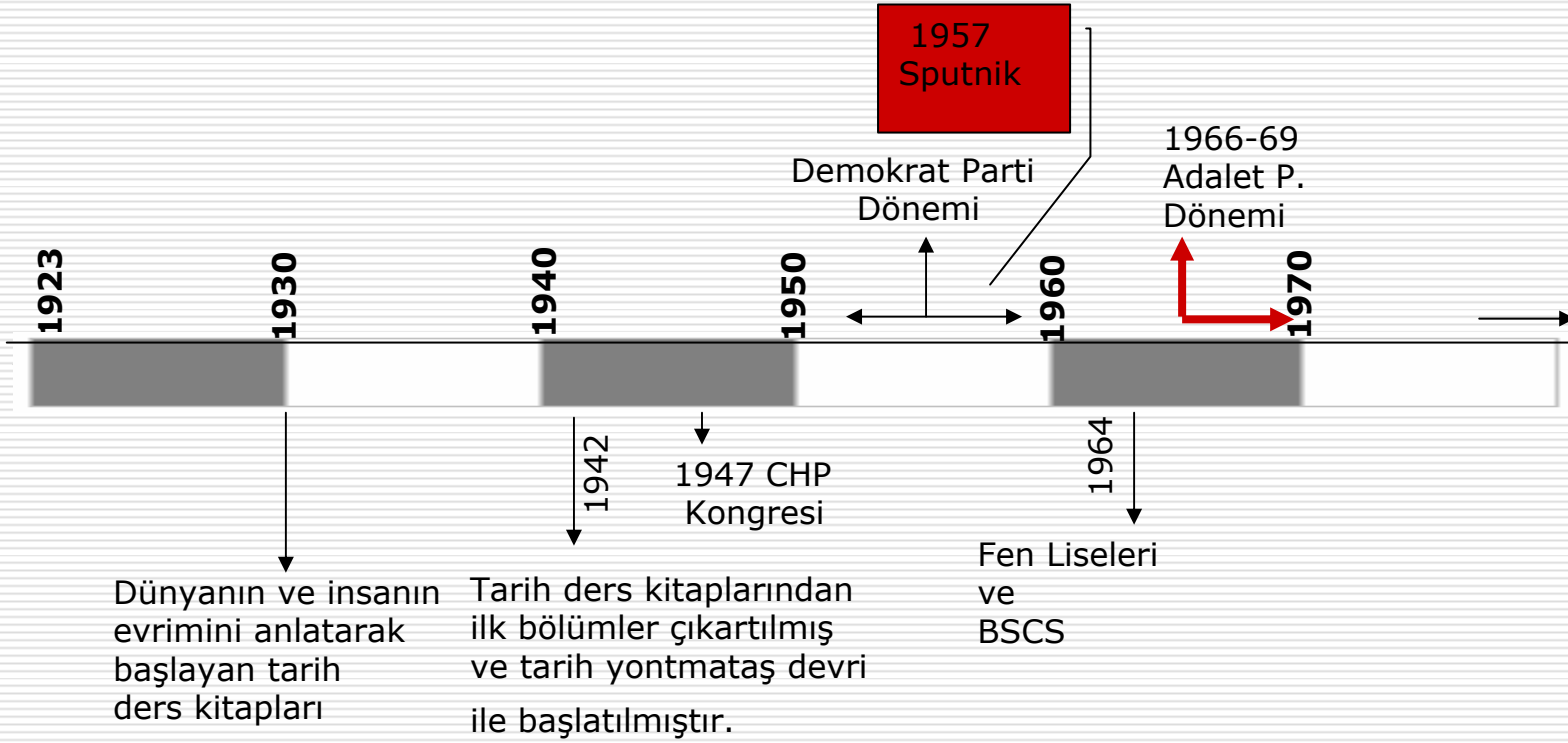 1957
Sputnik
Demokrat Parti
Dönemi
1966-69
Adalet P.
Dönemi
1923
1930
1940
1950
1960
1970
1942
1947 CHP
Kongresi
1964
Dünyanın ve insanın
evrimini anlatarak
başlayan tarih
ders kitapları
Tarih ders kitaplarından
ilk bölümler çıkartılmış
ve tarih yontmataş devri
ile başlatılmıştır.
Fen Liseleri
ve
BSCS